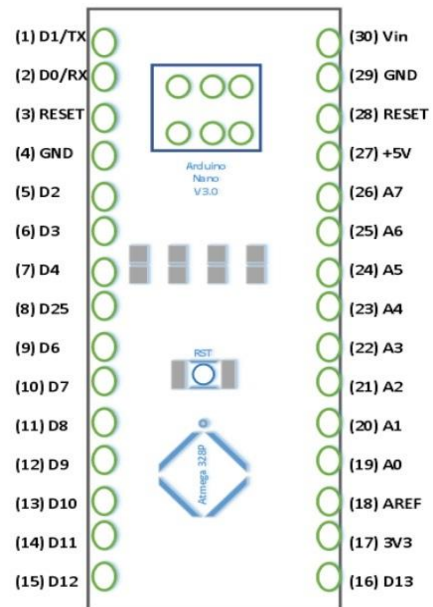 (1) D1/TX
(2) D0/RX
(3) RESET
(4) GND
(5) D2
(6) D3
(7) D4
(8) D25
(9) D6
(10) D7
(11) D8
(12) D9
(13) D10
(14) D11
(15) D12
Arduino
Nano
V3.0
RST
Atmega 328P
(30) Vin
(29) GND
(28) RESET
(27) +5V
(26) A7
(25) A6
(24) A5
(23) A4
(22) A3
(21) A2
(20) A1
(19) A0
(18) AREF
(17) 3V3
(16) D13